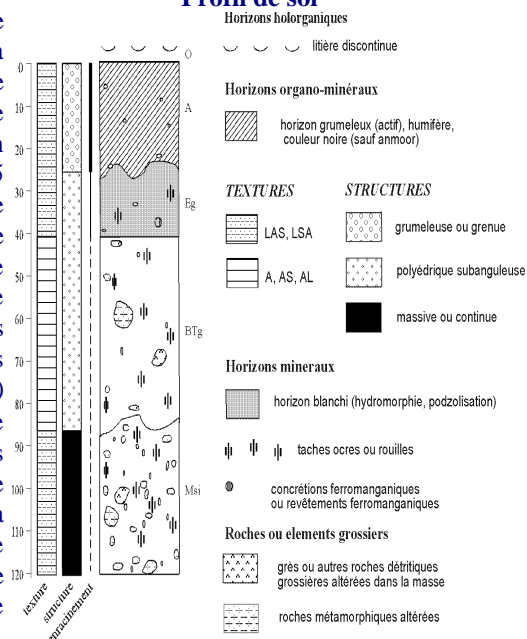 Profil de sol
Horizons holorganiques
litière discontinue
O
0
10
20
30
40
50
60
70
80
90
100
110
120
A
Eg
BTg
Msi
texture
structure
enracinement
Horizons organo-minéraux
horizon grumeleux (actif), humifère,
couleur noire (sauf anmoor)
TEXTURES
LAS, LSA
A, AS, AL
STRUCTURES
grumeleuse ou grenue
polyédrique subanguleuse
massive ou continue
Horizons mineraux
horizon blanchi (hydromorphie, podzolisation)
taches ocres ou rouilles
concrétions ferromanganiques
ou revêtements ferromanganiques
Roches ou elements grossiers
grès ou autres roches détritiques
grossières altérées dans la masse
roches métamorphiques altérées